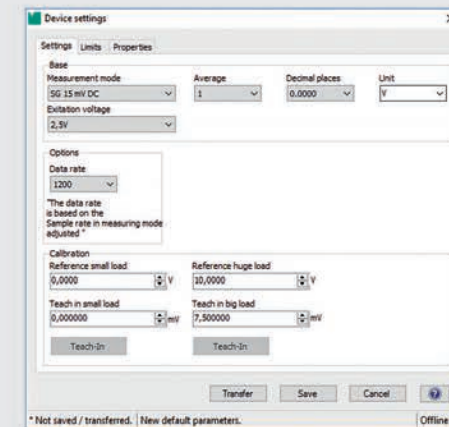 Device settings
Settings Limits Properties
Base
Measurement mode Average Decimal places Unit
SG 15 mV DC 1 0.0000 V
Exitation voltage
2,5V
Options
Data rate
1200
"The data rate
is based on the
Sample rate in measuring mode
adjusted "
Calibration
Reference small load Reference huge load
0,0000 V 10,0000 V
Teach in small load Teach in big load
0,000000 mV 7,500000 mV
Teach-In Teach-In
Transfer Save Cancel ?
* Not saved / transferred. New default parameters. Offline